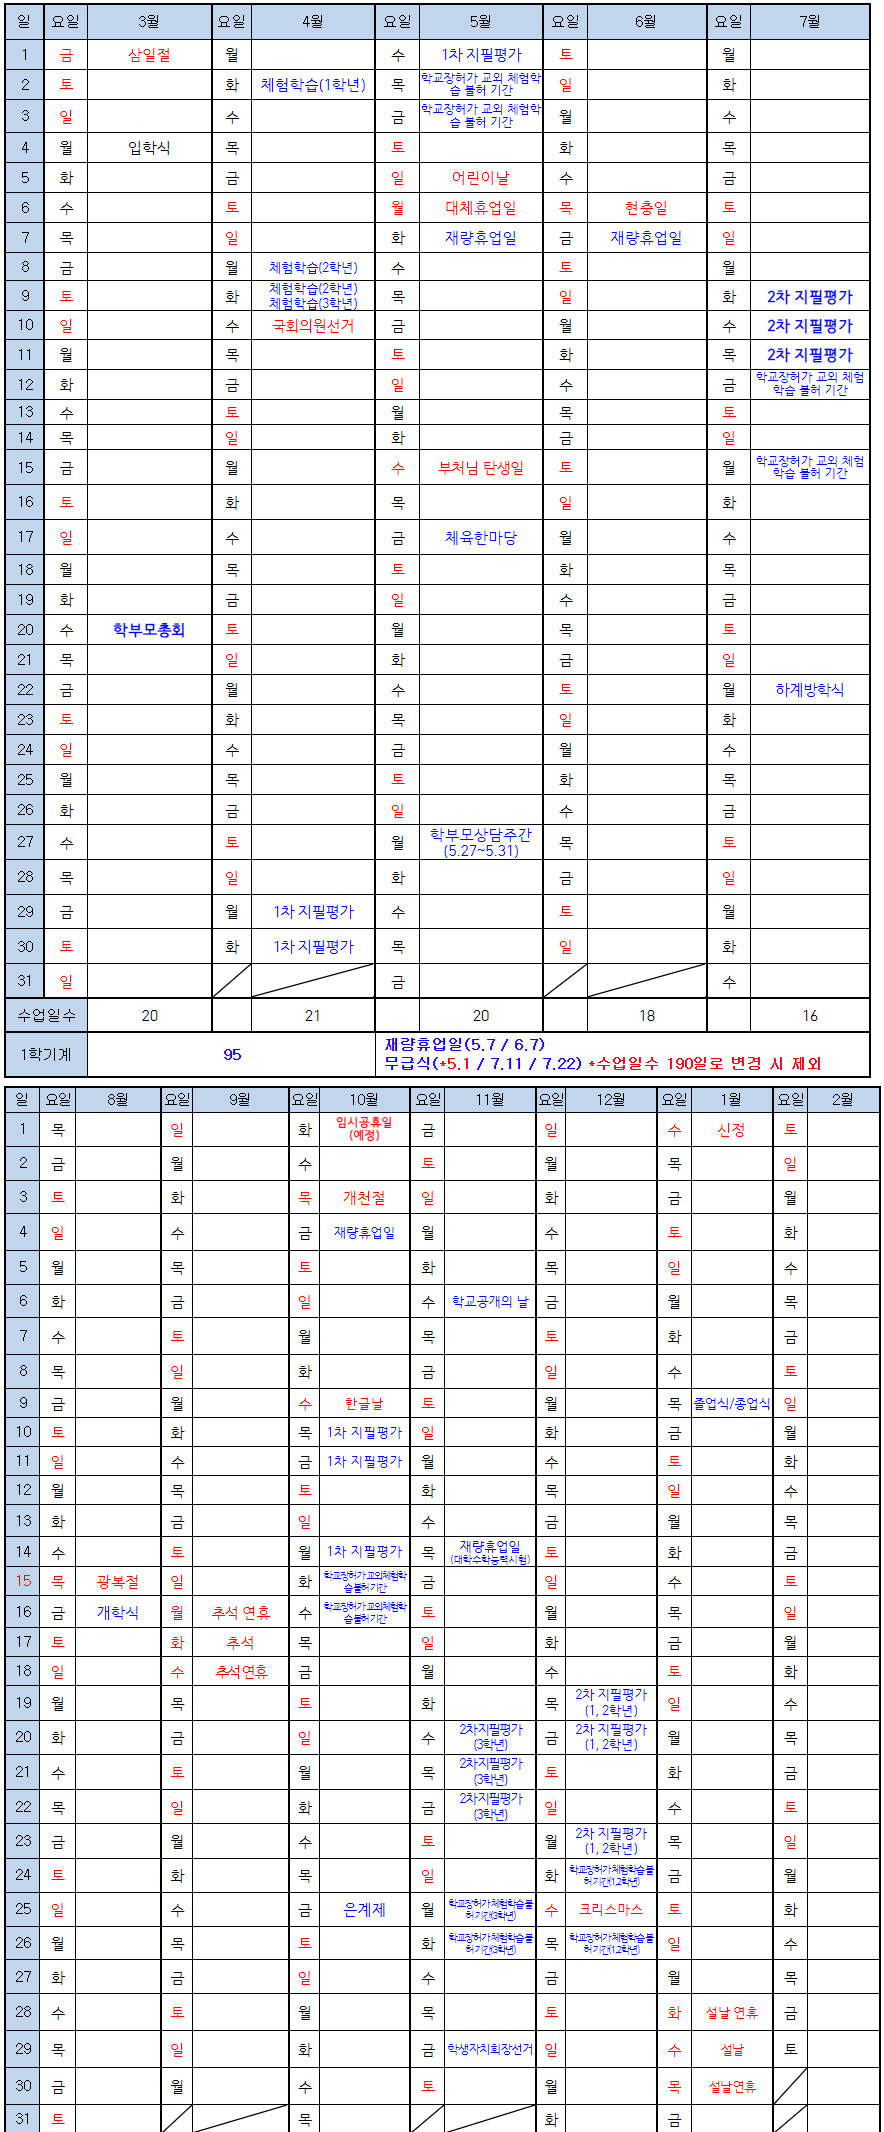 일 요일 3월 요일 4월 요일 5월 요일 6월 요일 7월
1 금 삼일절 월 수 1차 지필평가 토 월
2 토 화 체험학습(1학년) 목 학교장허가 교외 체험학습 불허 기간 일 화
3 일 수 금 학교장허가 교외 체험학습 불허 기간 월 수
4 월 입학식 목 토 화 목
5 화 금 일 어린이날 수 금
6 수 토 월 대체휴업일 목 현충일 토
7 목 일 화 재량휴업일 금 재량휴업일 일
8 금 월 체험학습(2학년) 수 토 월
9 토 화 체험학습(2학년) 체험학습(3학년) 목 일 화 2차 지필평가
10 일 수 국회의원선거 금 월 수 2차 지필평가
11 월 목 토 화 목 2차 지필평가
12 화 금 일 수 금 학교장허가 교외 체험학습 불허 기간
13 수 토 월 목 토
14 목 일 화 금 일
15 금 월 수 부처님 탄생일 토 월 학교장허가 교외 체험학습 불허 기간
16 토 화 목 일 화
17 일 수 금 체육한마당 월 수
18 월 목 토 화 목
19 화 금 일 수 금
20 수 학부모총회 토 월 목 토
21 목 일 화 금 일
22 금 월 수 토 월 하계방학식
23 토 화 목 일 화
24 일 수 금 월 수
25 월 목 토 화 목
26 화 금 일 수 금
27 수 토 월 학부모상담주간 (5.27~5.31) 목 토
28 목 일 화 금 일
29 금 월 1차 지필평가 수 토 월
30 토 화 1차 지필평가 목 일 화
31 일 금 수
수업일수 20 21 20 18 16
1학기계 95 재량휴업일(5.7 / 6.7)
무급식(*5.1 / 7.11 / 7.22) *수업일수 190일로 변경 시 제외
일 요일 8월 요일 9월 요일 10월 요일 11월 요일 12월 요일 1월 요일 2월
1 목 일 화 임시공휴일 (예정) 금 일 수 신정 토
2 금 월 수 토 월 목 일
3 토 화 목 개천절 일 화 금 월
4 일 수 금 재량휴업일 월 수 토 화
5 월 목 토 화 목 일 수
6 화 금 일 수 학교공개의 날 금 월 목
7 수 토 월 목 토 화 금
8 목 일 화 금 일 수 토
9 금 월 수 한글날 토 월 목 졸업식/종업식 일
10 토 화 목 1차 지필평가 일 화 금 월
11 일 수 금 1차 지필평가 월 수 토 화
12 월 목 토 화 목 일 수
13 화 금 일 수 금 월 목
14 수 토 월 1차 지필평가 목 재량휴업일 (대학수학능력시험) 토 화 금
15 목 광복절 일 화 학교장허가 교외체험학습불허기간 금 일 수 토
16 금 개학식 월 추석 연휴 수 학교장허가 교외체험학습불허기간 토 월 목 일
17 토 화 추석 목 일 화 금 월
18 일 수 추석연휴 금 월 수 토 화
19 월 목 토 화 목 2차 지필평가 (1, 2학년) 일 수
20 화 금 일 수 2차지필평가 (3학년) 금 2차 지필평가 (1, 2학년) 월 목
21 수 토 월 목 2차지필평가 (3학년) 토 화 금
22 목 일 화 금 2차지필평가 (3학년) 일 수 토
23 금 월 수 토 월 2차 지필평가 (1, 2학년) 목 일
24 토 화 목 일 화 학교장허가체험학습불허기간(1,2학년) 금 월
25 일 수 금 은계제 월 학교장허가체험학습불허기간(3학년) 수 크리스마스 토 화
26 월 목 토 화 학교장허가체험학습불허기간(3학년) 목 학교장허가체험학습불허기간(1,2학년) 일 수
27 화 금 일 수 금 월 목
28 수 토 월 목 토 화 설날 연휴 금
29 목 일 화 금 학생자치회장선거 일 수 설날 토
30 금 월 수 토 월 목 설날연휴
31 토 목 화 금